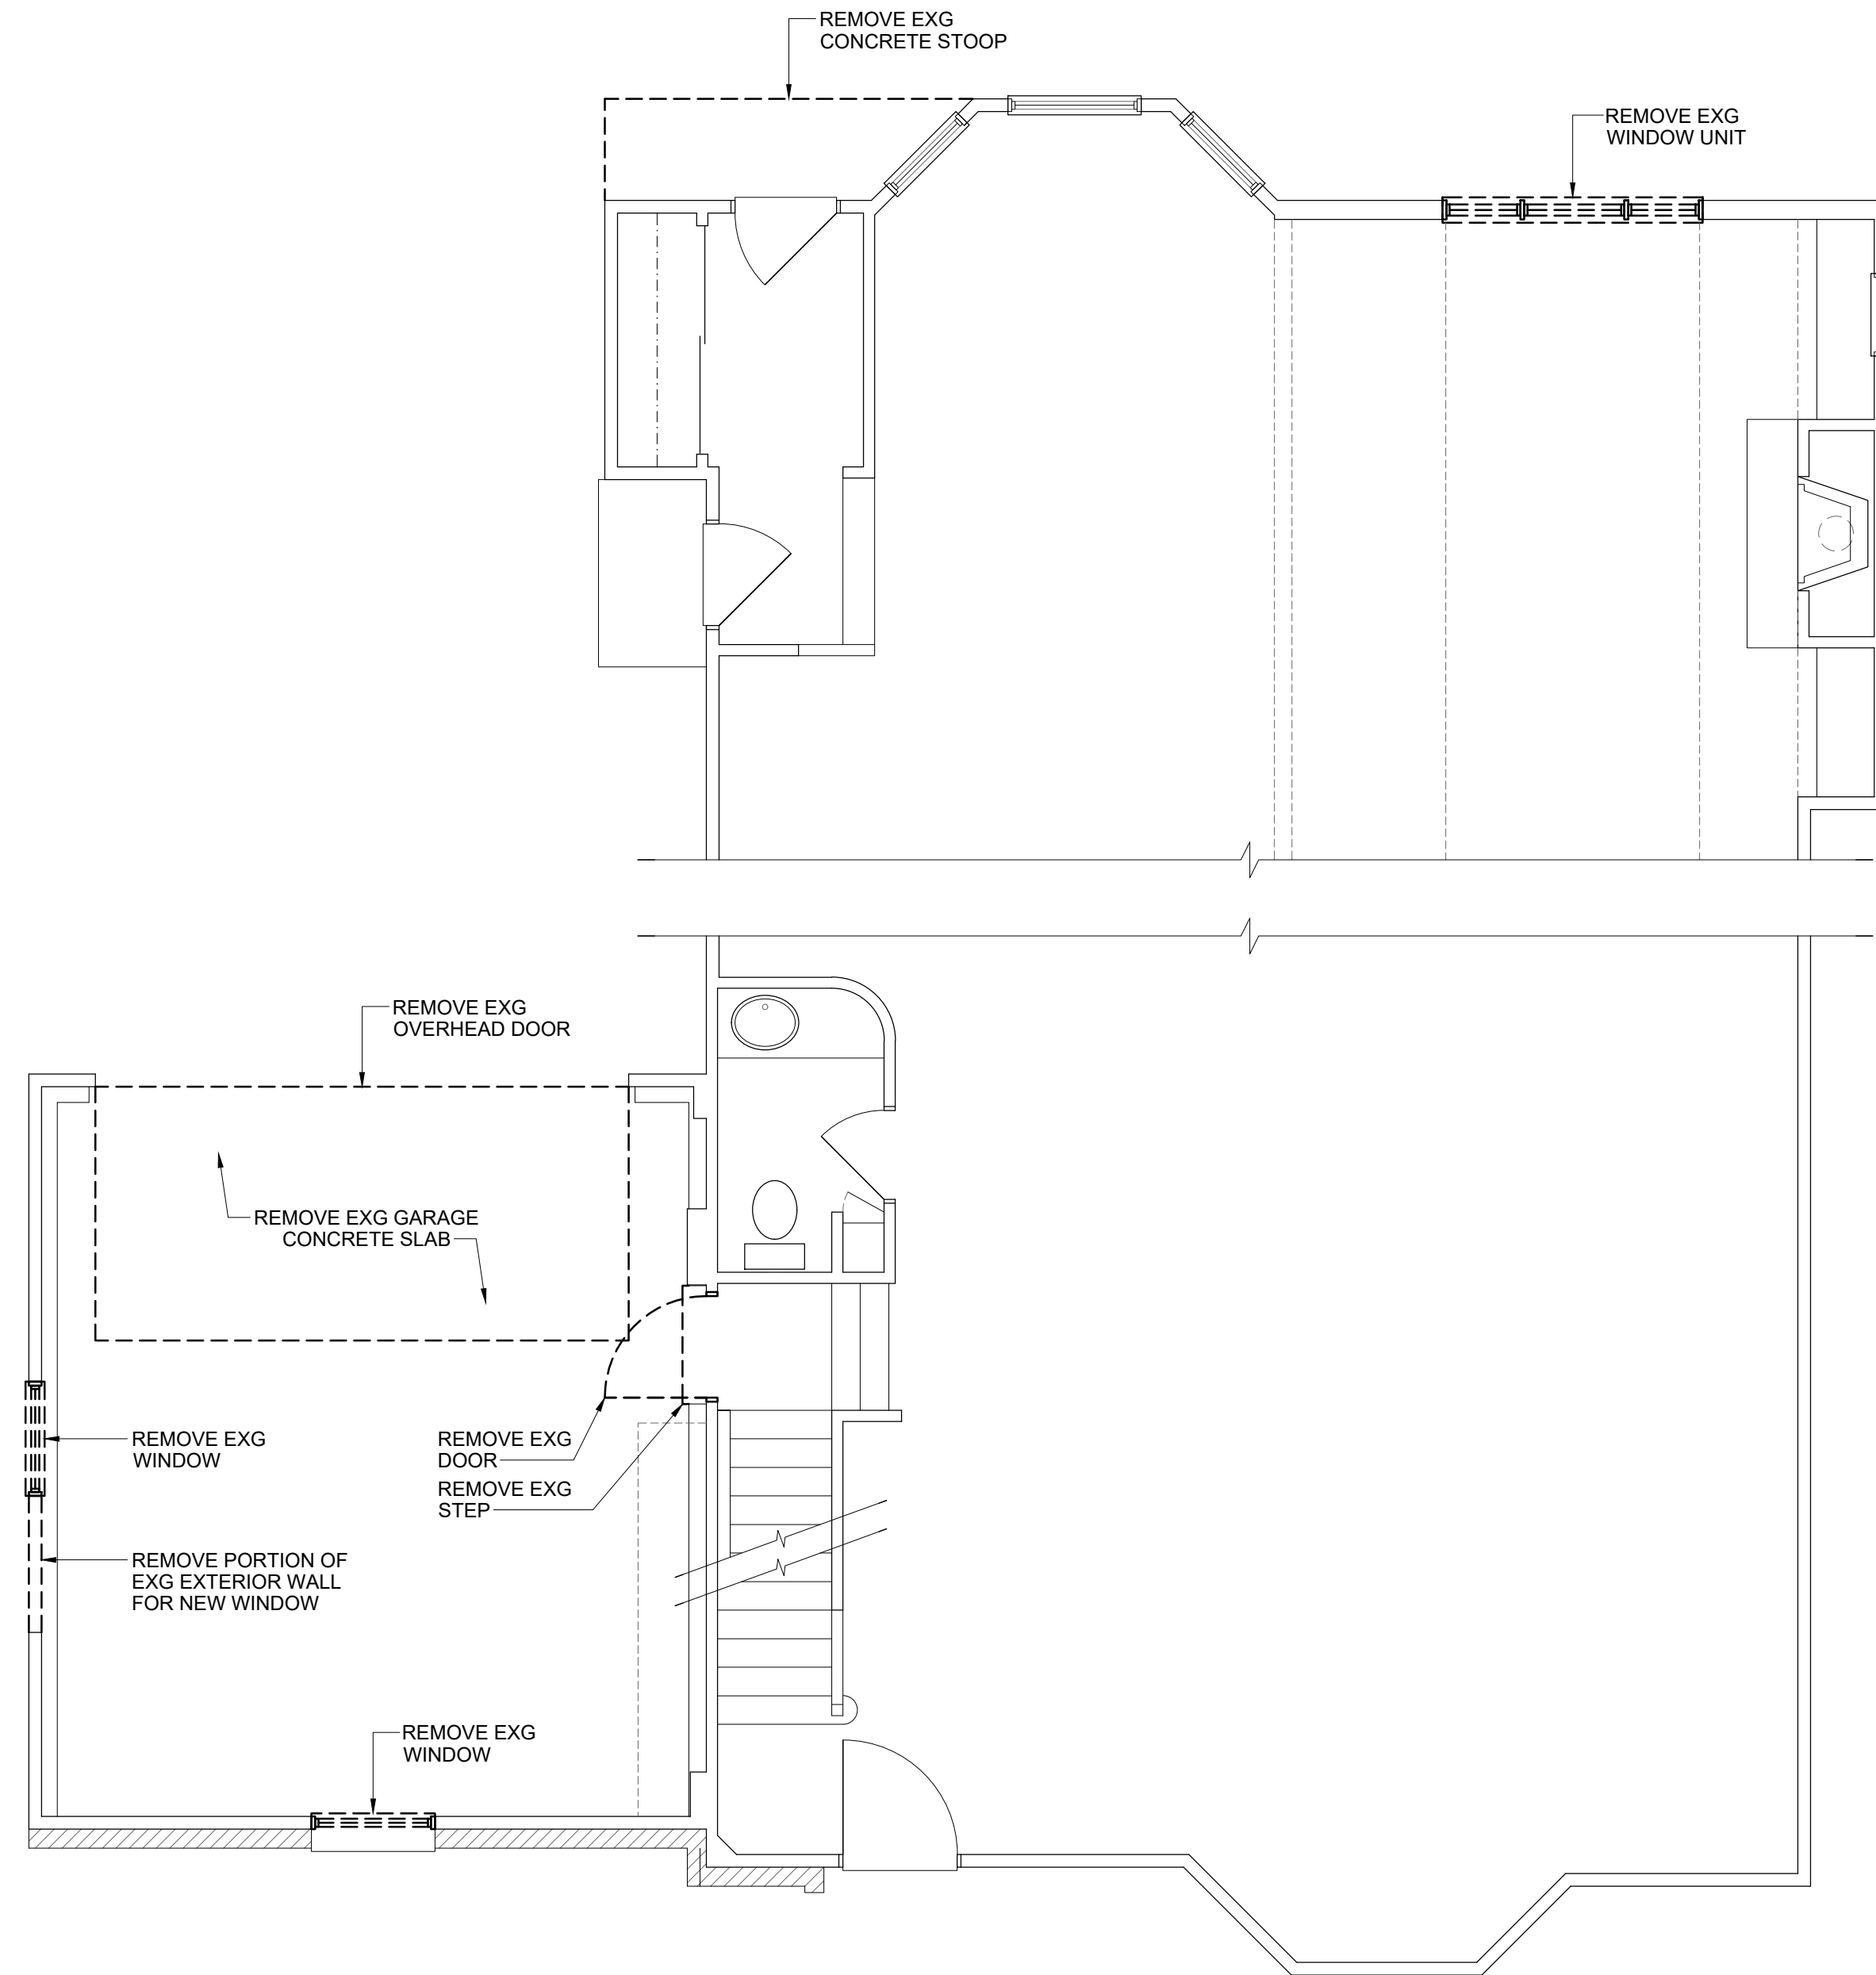 REMOVE EXG
CONCRETE STOOP
REMOVE EXG
WINDOW UNIT
REMOVE EXG
OVERHEAD DOOR
REMOVE EXG GARAGE
CONCRETE SLAB
REMOVE EXG
WINDOW
REMOVE EXG
DOOR
REMOVE EXG
STEP
REMOVE PORTION OF
EXG EXTERIOR WALL
FOR NEW WINDOW
REMOVE EXG
WINDOW